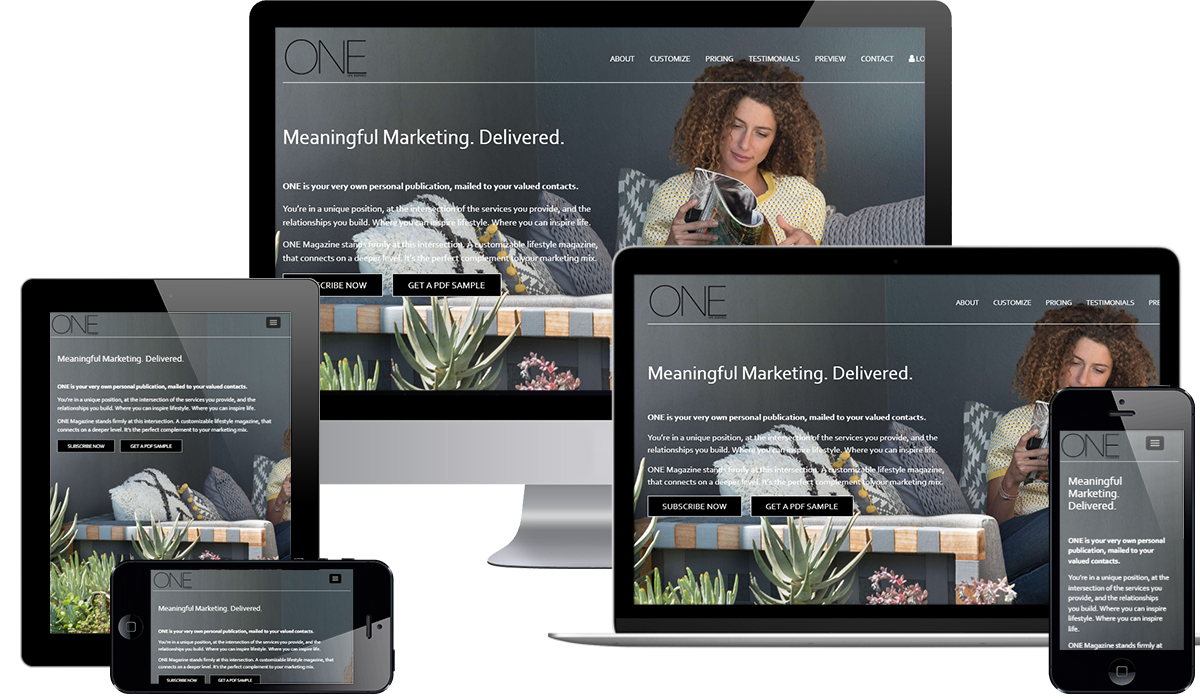 ONE
ABOUT CUSTOMIZE PRICING TESTIMONIALS PREVIEW CONTACT LO
Meaningful Marketing. Delivered.
ONE is your very own personal publication, mailed to your valued contacts.
You're in a unique position, at the intersection of the services you provide, and the
relationships you build. Where you can inspire lifestyle. Where you can inspire life.
ONE Magazine stands firmly at this intersection. A customizable lifestyle magazine,
that connects on a deeper level. It's the perfect complement to your marketing mix.
SCRIBE NOW GET A PDF SAMPLE
ONE
ABOUT CUSTOMIZE PRICING TESTIMONIALS PRE
Meaningful Marketing. Delivered.
ONE is your very own personal publication, mailed to your valued contacts.
You're in a unique position, at the intersection of the services you provide, and the
relationships you build. Where you can inspire lifestyle. Where you can inspire life.
ONE Magazine stands firmly at this intersection. A customizable lifestyle magazine,
that connects on a deeper level. It's the perfect complement to your marketing mix.
SUBSCRIBE NOW GET A PDF SAMPLE
ONE
Meaningful Marketing. Delivered.
ONE is your very own personal publication, mailed to your valued contacts.
You're in a unique position, at the intersection of the services you provide, and the
relationships you build. Where you can inspire lifestyle. Where you can inspire life.
ONE Magazine stands firmly at this intersection. A customizable lifestyle magazine, that
connects on a deeper level. It's the perfect complement to your marketing mix.
SUBSCRIBE NOW GET A PDF SAMPLE
ONE
Meaningful Marketing. Delivered.
ONE is your very own personal publication, mailed to your valued contacts.
You're in a unique position, at the intersection of the services you provide, and the
relationships you build. Where you can inspire lifestyle. Where you can inspire life.
ONE Magazine stands firmly at this intersection. A customizable lifestyle magazine, that
connects on a deeper level. It's the perfect complement to your marketing mix.
SUBSCRIBE NOW GET A PDF SAMPLE
ONE
Meaningful
Marketing.
Delivered.
ONE is your very own personal
publication, mailed to your
valued contacts.
You're in a unique position, at
the intersection of the services
you provide, and the
relationships you build. Where
you can inspire lifestyle. Where
you can inspire life.
ONE Magazine stands firmly at